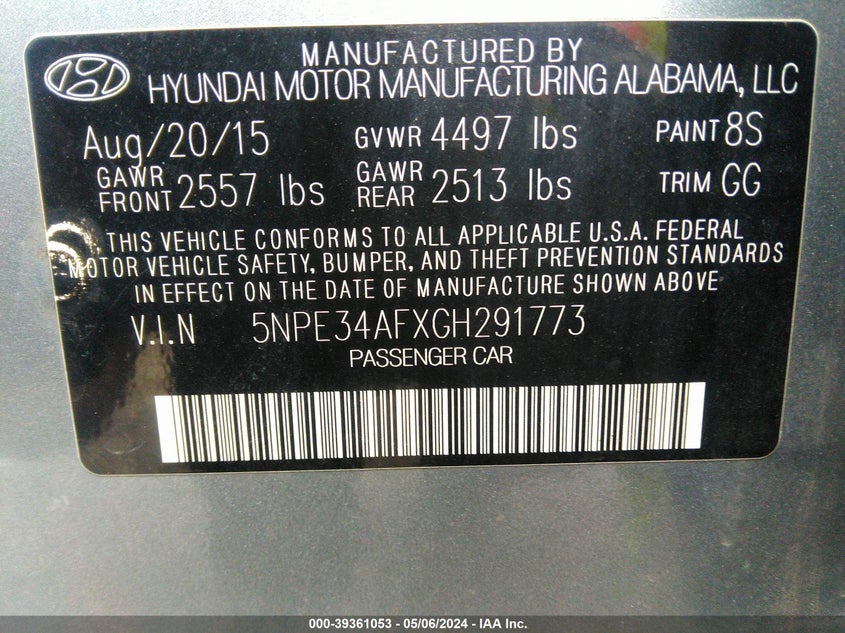 MANUFACTURED BY
HYUNDAI MOTOR MANUFACTURING ALABAMA, LLC
Aug/20/15 GVWR 4497 lbs PAINT 8S
GAWR FRONT 2557 lbs GAWR REAR 2513 lbs TRIM GG
THIS VEHICLE CONFORMS TO ALL APPLICABLE U.S.A. FEDERAL
MOTOR VEHICLE SAFETY, BUMPER, AND THEFT PREVENTION STANDARDS
IN EFFECT ON THE DATE OF MANUFACTURE SHOWN ABOVE
V.I.N 5NPE34AFXGH291773
PASSENGER CAR
000-39361053 - 05/06/2024 - IAA Inc.